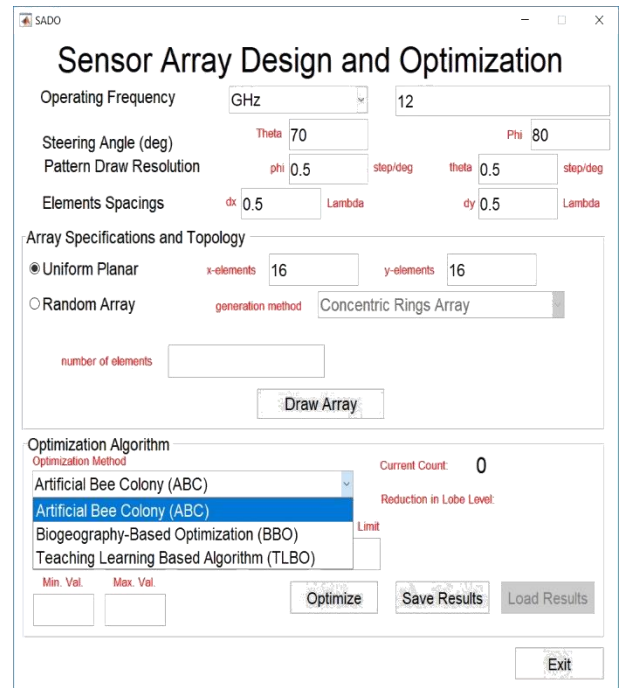 SADO
Sensor Array Design and Optimization
Operating Frequency GHz 12
Steering Angle (deg) Theta 70 Phi 80
Pattern Draw Resolution phi 0.5 step/deg theta 0.5 step/deg
Elements Spacings dx 0.5 Lambda dy 0.5 Lambda
Array Specifications and Topology
Uniform Planar x-elements 16 y-elements 16
Random Array generation method Concentric Rings Array
number of elements
Draw Array
Optimization Algorithm
Optimization Method
Current Count: 0
Artificial Bee Colony (ABC)
Reduction in Lobe Level:
Artificial Bee Colony (ABC)
Limit
Biogeography-Based Optimization (BBO)
Teaching Learning Based Algorithm (TLBO)
Min. Val. Max. Val.
Optimize Save Results Load Results
Exit